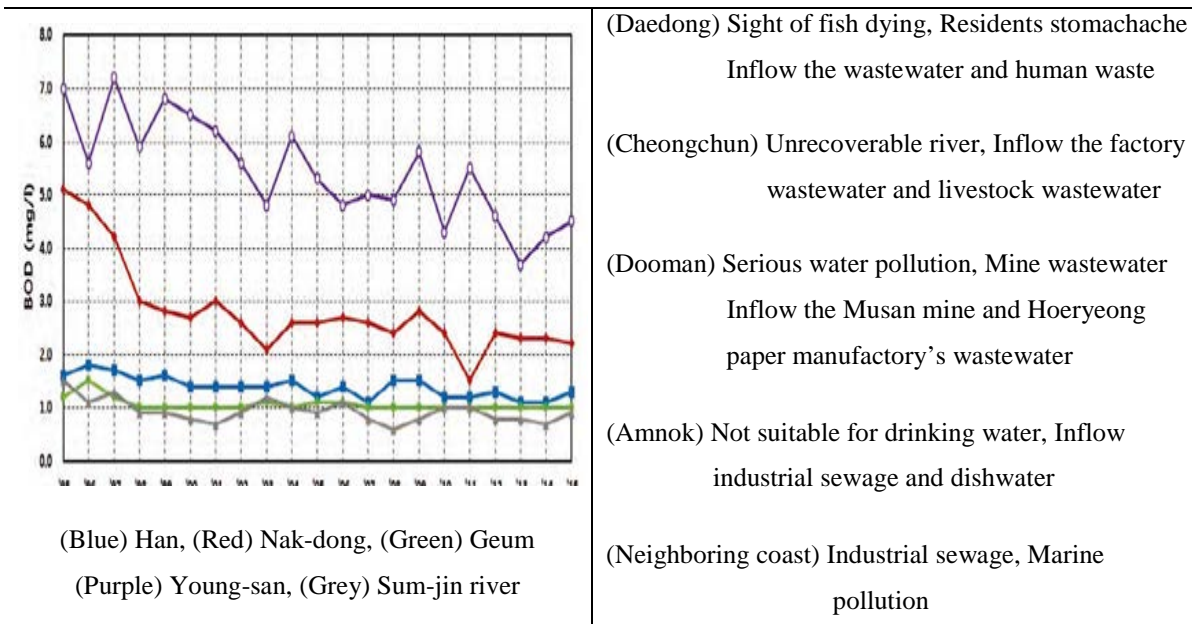 8.0
7.0
6.0
5.0
4.0
3.0
2.0
1.0
0.0
BOD (mg/l)
(Blue) Han, (Red) Nak-dong, (Green) Geum
(Purple) Young-san, (Grey) Sum-jin river
(Daedong) Sight of fish dying, Residents stomachache
Inflow the wastewater and human waste
(Cheongchun) Unrecoverable river, Inflow the factory
wastewater and livestock wastewater
(Dooman) Serious water pollution, Mine wastewater
Inflow the Musan mine and Hoeryeong
paper manufactory's wastewater
(Amnok) Not suitable for drinking water, Inflow
industrial sewage and dishwater
(Neighboring coast) Industrial sewage, Marine
pollution